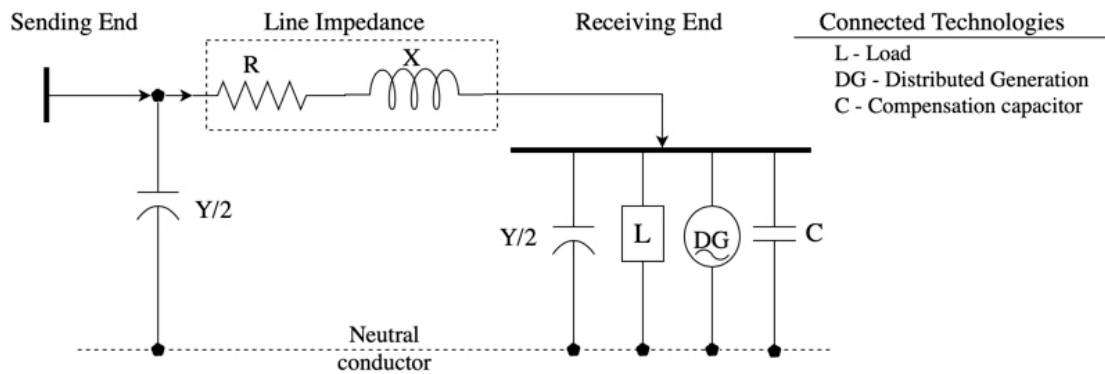 Sending End
Line Impedance
Receiving End
Connected Technologies
L - Load
DG - Distributed Generation
C - Compensation capacitor
R
X
Y/2
Y/2
L
DG
C
Neutral
conductor